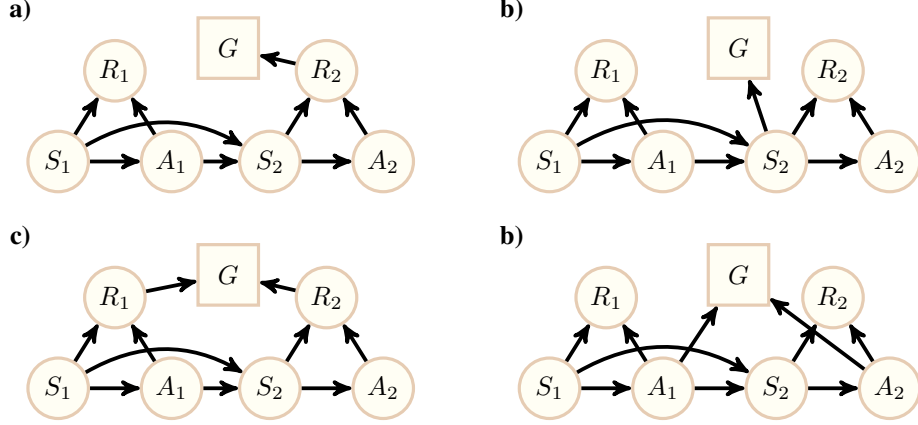 a)
G
R₁
R₂
S₁
A₁
S₂
A₂
b)
G
R₁
R₂
S₁
A₁
S₂
A₂
c)
G
R₁
R₂
S₁
A₁
S₂
A₂
b)
G
R₁
R₂
S₁
A₁
S₂
A₂